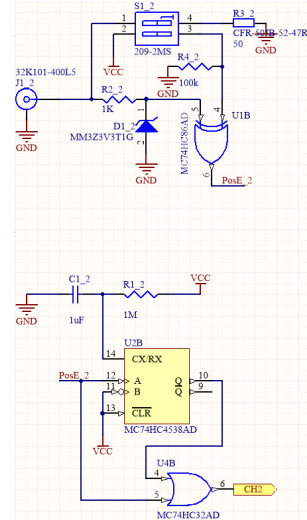 S1_2
1 4 R3_2
2 3
CFR-50JB-52-47R
50
209-2MS
VCC
R4_2
GND
32K101-400L5
J1_2
100k
GND
R2_2
1K
D1_2
MM3Z3V3T1G
1
2
5 4
U1B
MC74HC86AD
GND
GND
6
PosE_2
C1_2
R1_2
VCC
GND
1uF
1M
U2B
14 CX/RX
PosE_2 12 A Q 10
11 B Q 9
13 CLR
VCC
MC74HC4538AD
U4B
4
5
6 CH2
MC74HC32AD